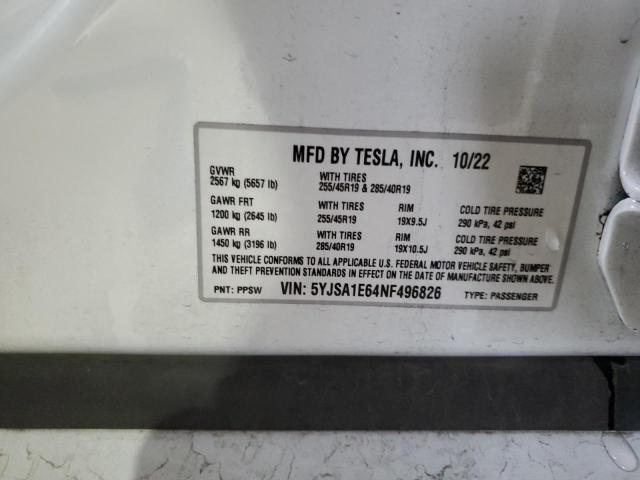 MFD BY TESLA, INC. 10/22
GVWR
2567 kg (5657 lb)
WITH TIRES
255/45R19 & 285/40R19
GAWR FRT
1200 kg (2645 lb)
WITH TIRES
255/45R19
RIM
19X9.5J
COLD TIRE PRESSURE
290 kPa, 42 psi
GAWR RR
1450 kg (3196 lb)
WITH TIRES
285/40R19
RIM
19X10.5J
COLD TIRE PRESSURE
290 kPa, 42 psi
THIS VEHICLE CONFORMS TO ALL APPLICABLE U.S. FEDERAL MOTOR VEHICLE SAFETY, BUMPER
AND THEFT PREVENTION STANDARDS IN EFFECT ON THE DATE OF MANUFACTURE SHOWN ABOVE.
PNT: PPSW VIN: 5YJSA1E64NF496826 TYPE: PASSENGER